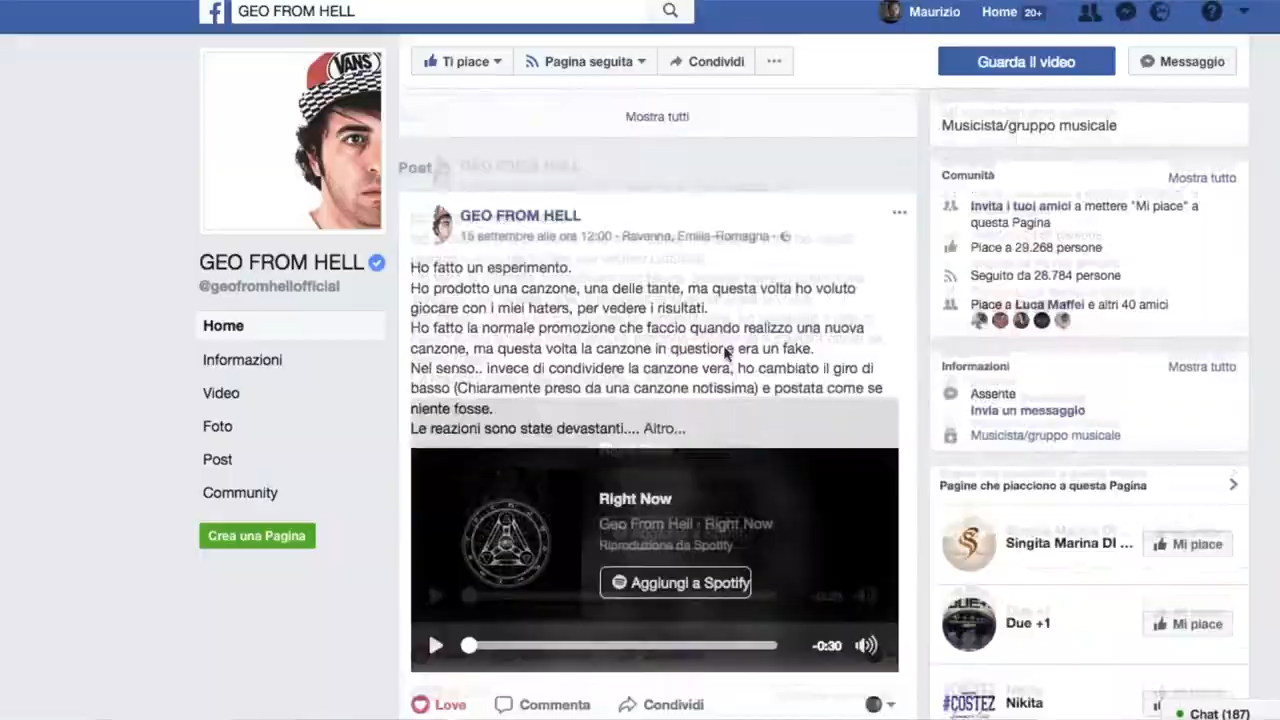 GEO FROM HELL
Maurizio
Home 20+
VANS
Ti piace
Pagina seguita
Condividi
Guarda il video
Messaggio
Mostra tutti
Musicista/gruppo musicale
Post
GEO FROM HELL
Comunità
Mostra tutto
Invita i tuoi amici a mettere "Mi piace" a
questa Pagina
Piace a 29.268 persone
Seguito da 28.784 persone
Piace a Luca Maffei e altri 40 amici
GEO FROM HELL
15 settembre alle ore 12:00 · Ravenna, Emilia-Romagna ·
Ho fatto un esperimento.
Ho prodotto una canzone, una delle tante, ma questa volta ho voluto
giocare con i miei haters, per vedere i risultati.
Ho fatto la normale promozione che faccio quando realizzo una nuova
canzone, ma questa volta la canzone in questione era un fake.
Nel senso.. invece di condividere la canzone vera, ho cambiato il giro di
basso (Chiaramente preso da una canzone notissima) e postata come se
niente fosse.
Le reazioni sono state devastanti.... Altro...
GEO FROM HELL
@geofromhellofficial
Home
Informazioni
Video
Foto
Post
Community
Crea una Pagina
Informazioni
Mostra tutto
Assente
Invia un messaggio
Musicista/gruppo musicale
Pagine che piacciono a questa Pagina
Singita Marina DI ...
Mi piace
Due +1
Mi piace
#COSTEZ
Nikita
Right Now
Geo From Hell · Right Now
Riproduzione da Spotify
Aggiungi a Spotify
-0:30
Love
Commenta
Condividi
Chat (187)